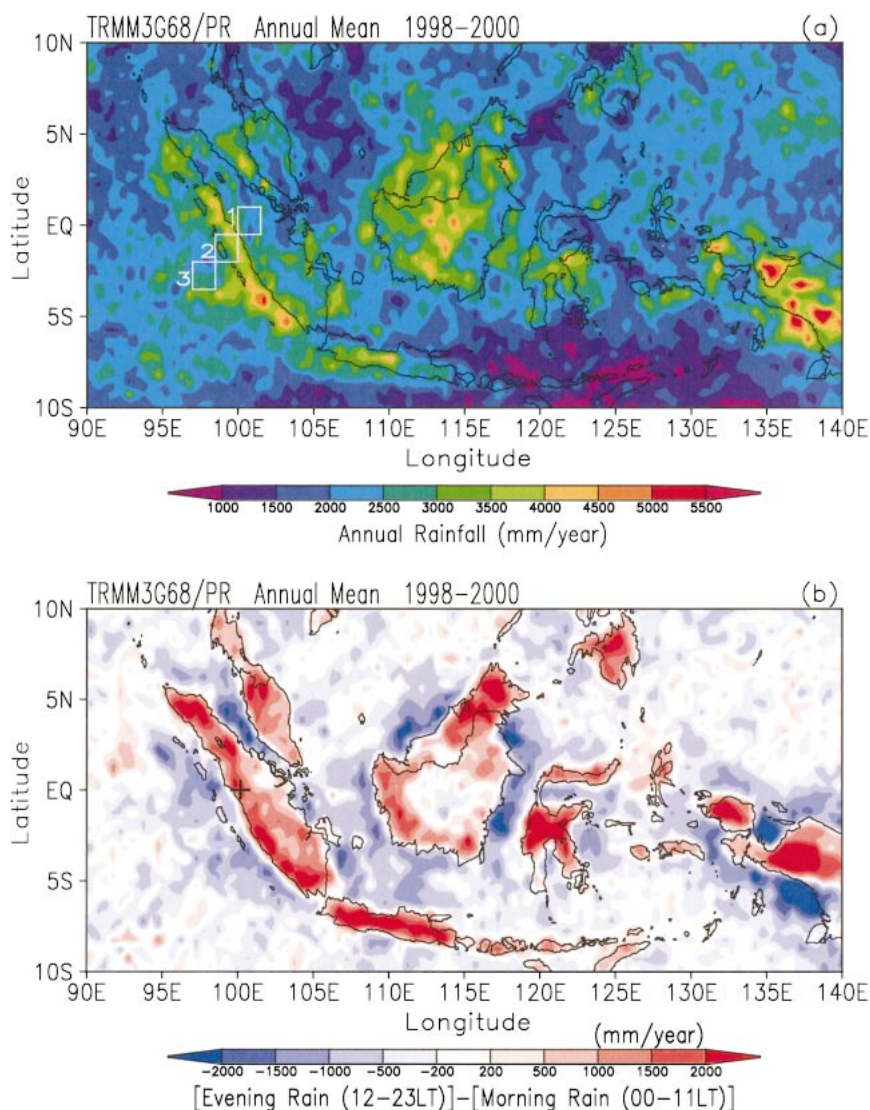 TRMM3G68/PR Annual Mean 1998-2000 (a)
10N
5N
EQ
5S
10S
Latitude
1
2
3
90E 95E 100E 105E 110E 115E 120E 125E 130E 135E 140E
Longitude
1000 1500 2000 2500 3000 3500 4000 4500 5000 5500
Annual Rainfall (mm/year)
TRMM3G68/PR Annual Mean 1998-2000 (b)
10N
5N
EQ
5S
10S
Latitude
90E 95E 100E 105E 110E 115E 120E 125E 130E 135E 140E
Longitude
(mm/year)
-2000 -1500 -1000 -500 -200 200 500 1000 1500 2000
[Evening Rain (12-23LT)]-[Morning Rain (00-11LT)]